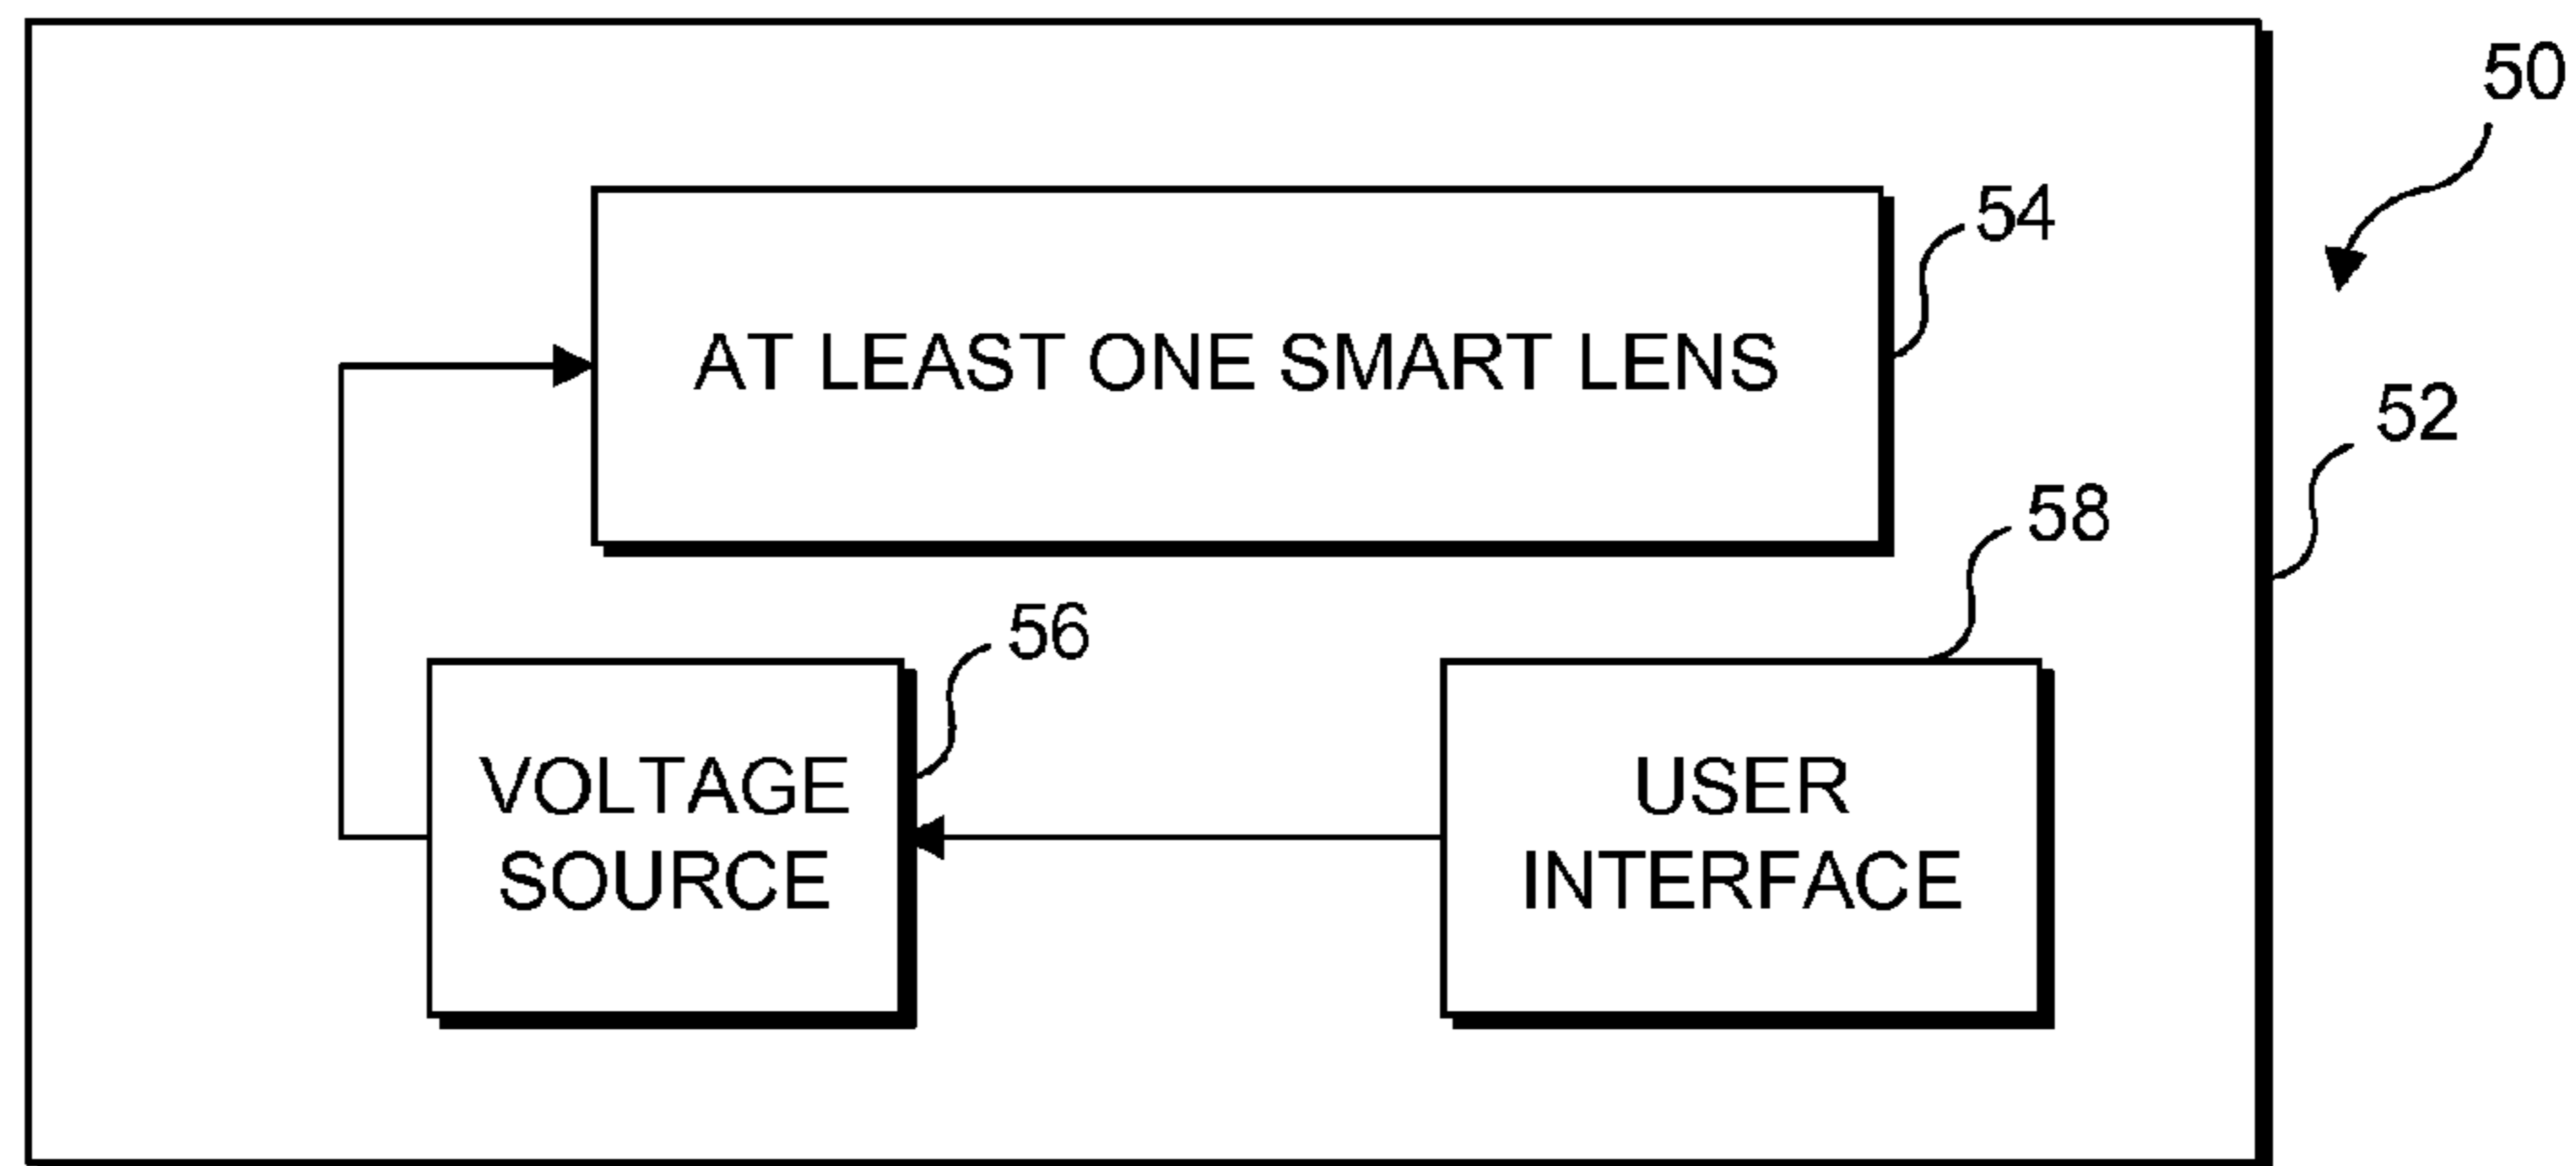 50
54
AT LEAST ONE SMART LENS
52
58
56
VOLTAGE
SOURCE
USER
INTERFACE